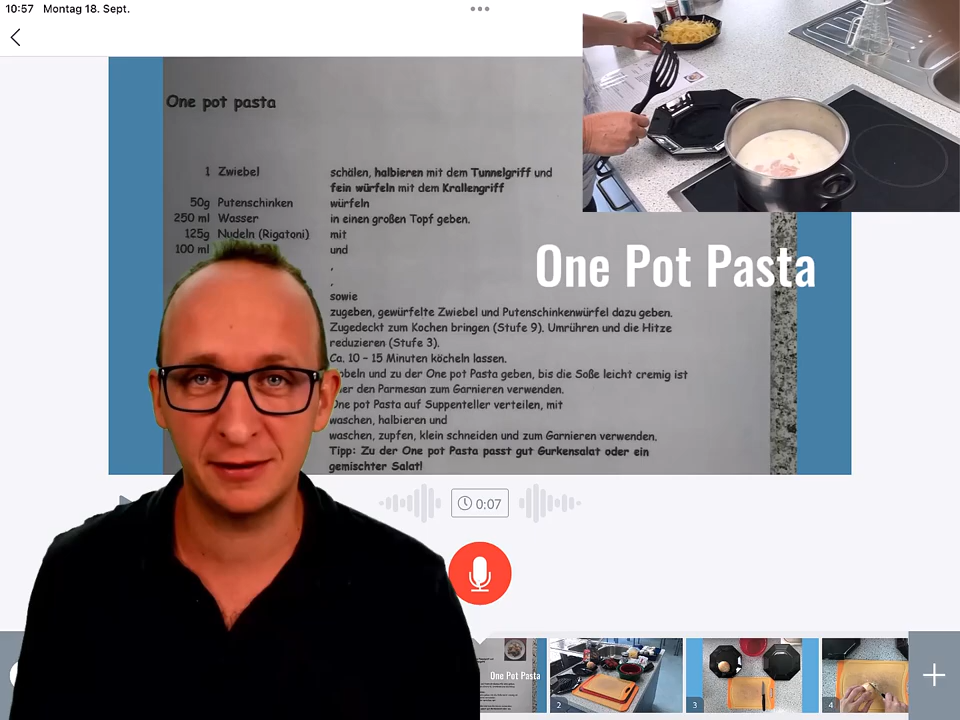 10:57 Montag 18. Sept.
One pot pasta
1 Zwiebel schälen, halbieren mit dem Tunnelgriff und
fein würfeln mit dem Krallengriff
50g Putenschinken würfeln
250 ml Wasser in einen großen Topf geben.
125g Nudeln (Rigatoni) mit
100 ml und
,
,
sowie
zugeben, gewürfelte Zwiebel und Putenschinkenwürfel dazu geben.
Zugedeckt zum Kochen bringen (Stufe 9). Umrühren und die Hitze
reduzieren (Stufe 3).
Ca. 10 – 15 Minuten köcheln lassen.
und zu der One pot Pasta geben, bis die Soße leicht cremig ist
den Parmesan zum Garnieren verwenden.
One pot Pasta auf Suppenteller verteilen, mit
waschen, halbieren und
waschen, zupfen, klein schneiden und zum Garnieren verwenden.
Tipp: Zu der One pot Pasta passt gut Gurkensalat oder ein
gemischter Salat!
One Pot Pasta
0:07
One Pot Pasta
2
3
4